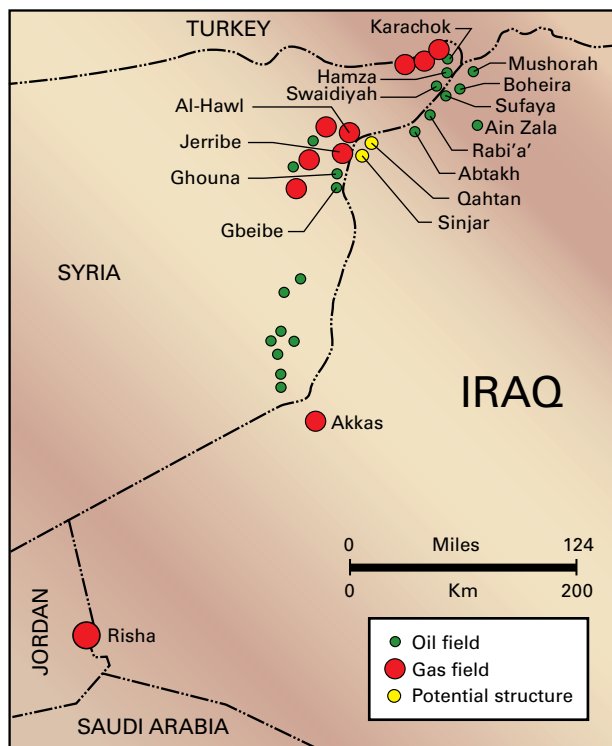 TURKEY
Karachok
Hamza
Mushorah
Swaidiyah
Boheira
Al-Hawl
Sufaya
Ain Zala
Jerribe
Rabi'a'
Ghouna
Abtakh
Qahtan
Gbeibe
Sinjar
SYRIA
IRAQ
Akkas
0 Miles 124
0 Km 200
JORDAN
Risha
Oil field
Gas field
Potential structure
SAUDI ARABIA